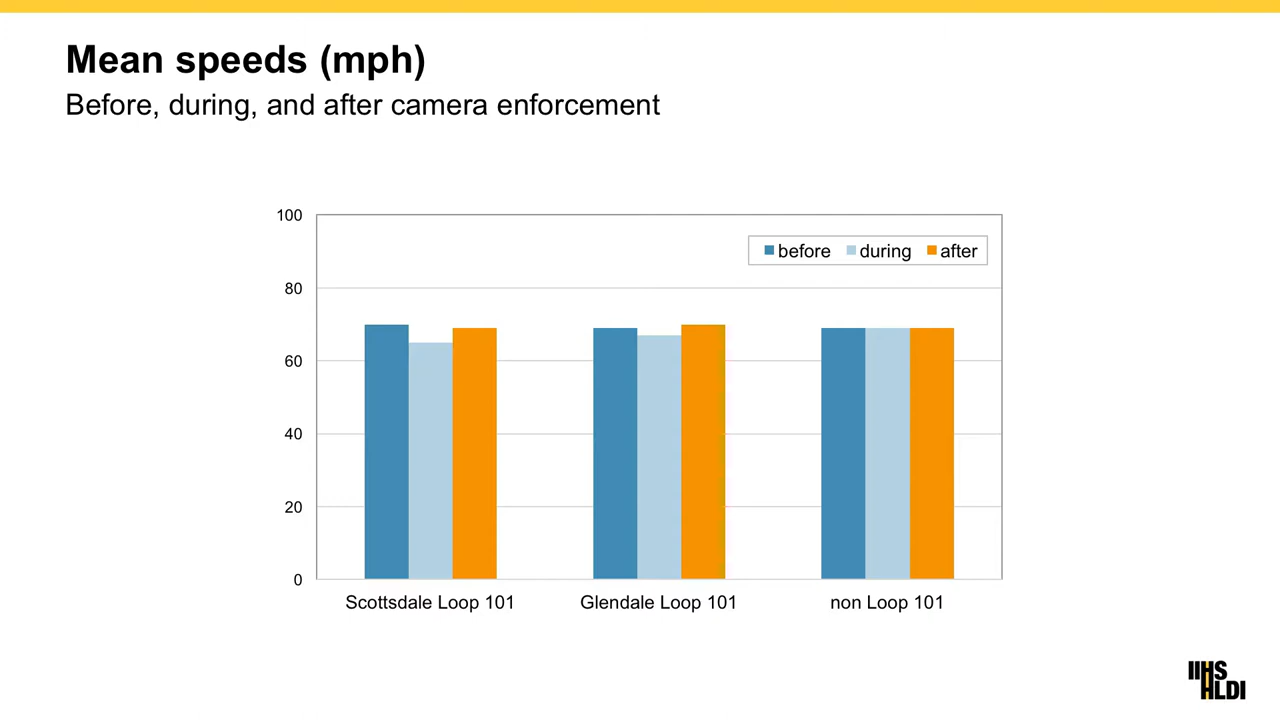 Mean speeds (mph)
Before, during, and after camera enforcement
100
before during after
80
60
40
20
0
Scottsdale Loop 101 Glendale Loop 101 non Loop 101
IIHS
HLDI